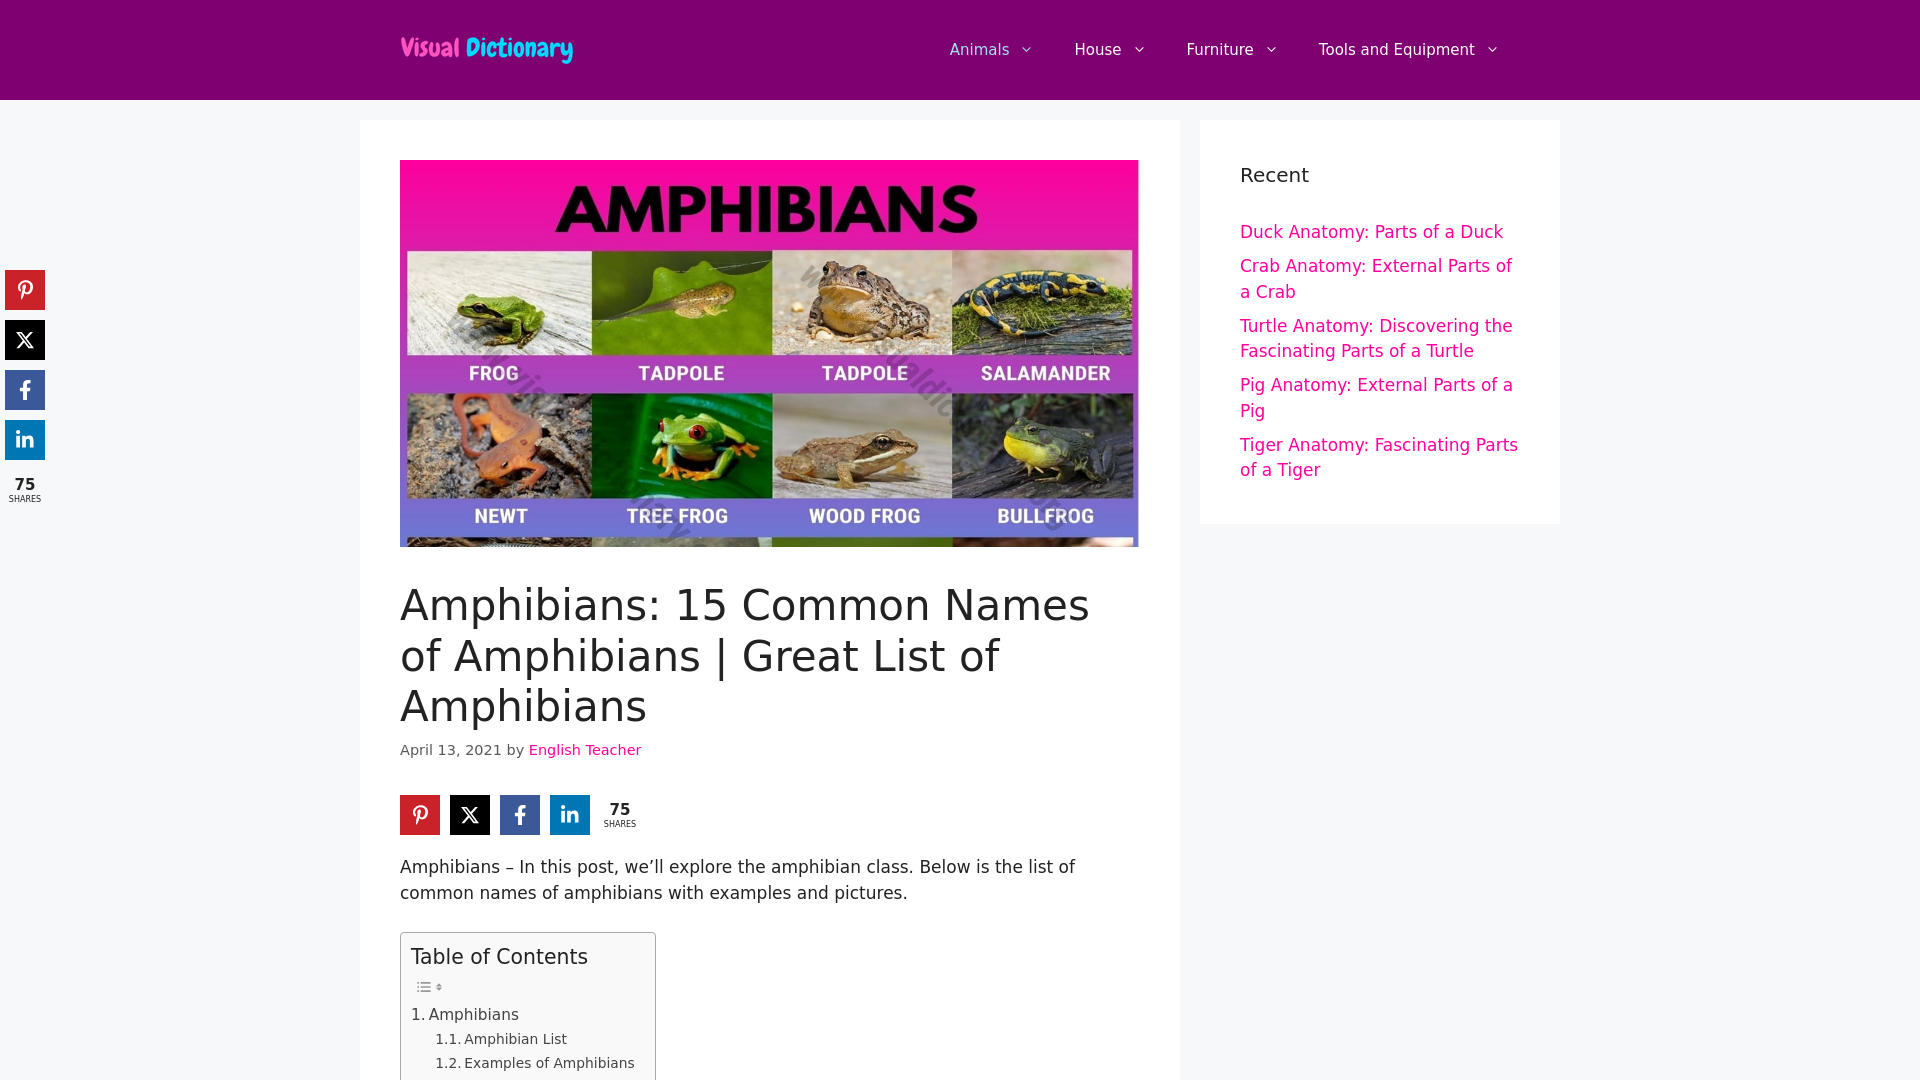 Visual Dictionary
Animals
House
Furniture
Tools and Equipment
AMPHIBIANS
FROG
TADPOLE
TADPOLE
SALAMANDER
NEWT
TREE FROG
WOOD FROG
BULLFROG
75
SHARES
Amphibians: 15 Common Names
of Amphibians | Great List of
Amphibians
April 13, 2021 by English Teacher
75
SHARES
Amphibians – In this post, we’ll explore the amphibian class. Below is the list of
common names of amphibians with examples and pictures.
Table of Contents
1. Amphibians
1.1. Amphibian List
1.2. Examples of Amphibians
Recent
Duck Anatomy: Parts of a Duck
Crab Anatomy: External Parts of
a Crab
Turtle Anatomy: Discovering the
Fascinating Parts of a Turtle
Pig Anatomy: External Parts of a
Pig
Tiger Anatomy: Fascinating Parts
of a Tiger